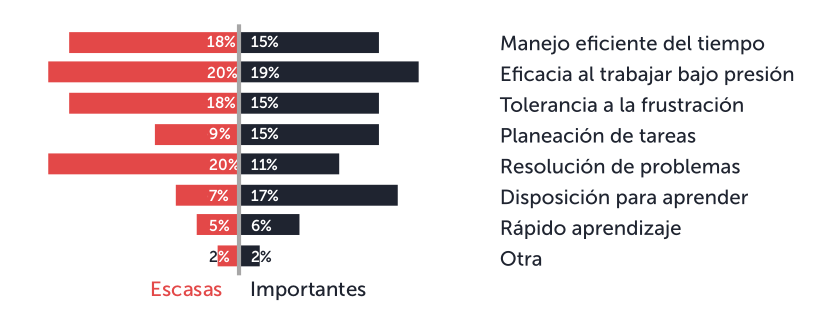 18% 15% Manejo eficiente del tiempo
20% 19% Eficacia al trabajar bajo presión
18% 15% Tolerancia a la frustración
9% 15% Planeación de tareas
20% 11% Resolución de problemas
7% 17% Disposición para aprender
5% 6% Rápido aprendizaje
2% 2% Otra
Escasas Importantes